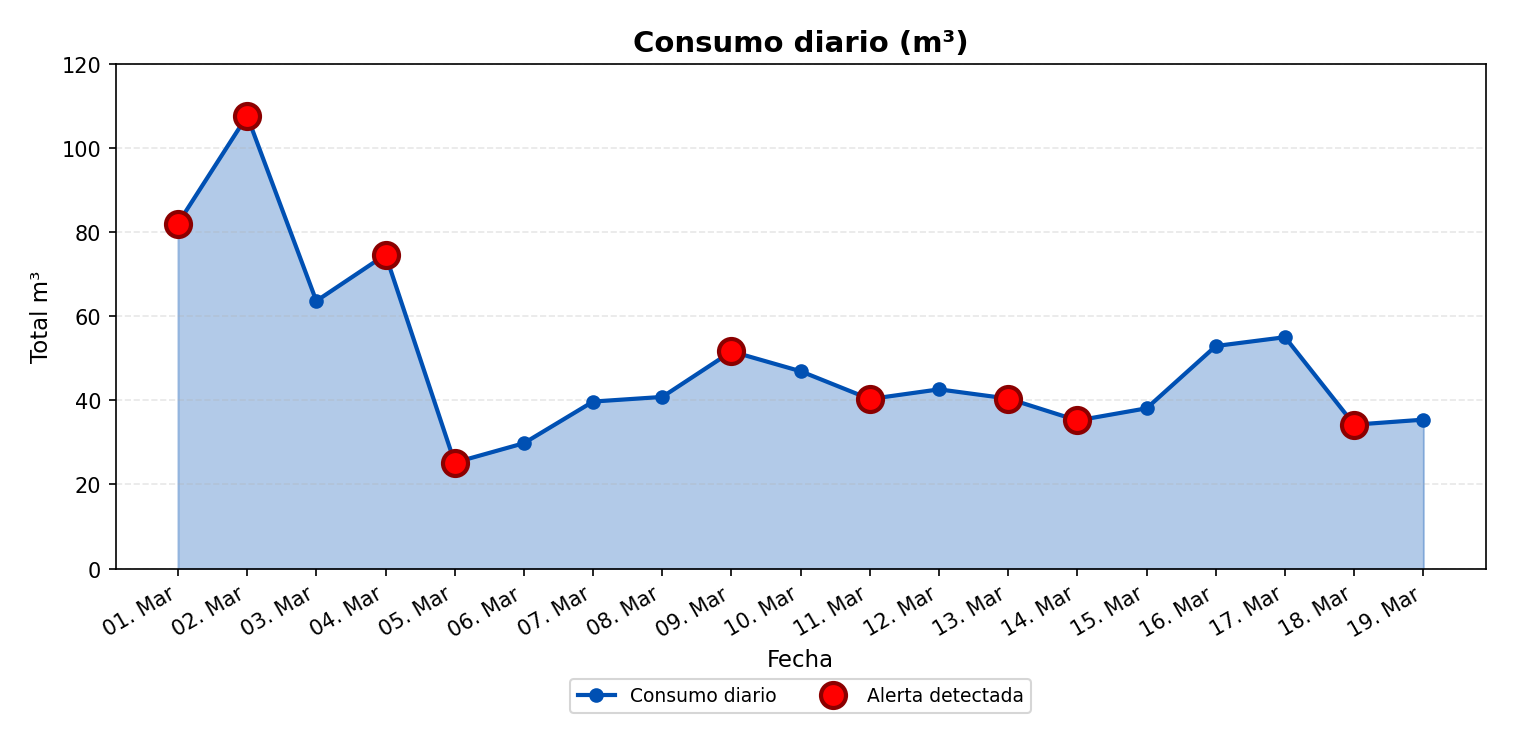 Consumo diario (m³)
Total m³
120
100
80
60
40
20
0
01. Mar
02. Mar
03. Mar
04. Mar
05. Mar
06. Mar
07. Mar
08. Mar
09. Mar
10. Mar
11. Mar
12. Mar
13. Mar
14. Mar
15. Mar
16. Mar
17. Mar
18. Mar
19. Mar
Fecha
Consumo diario
Alerta detectada